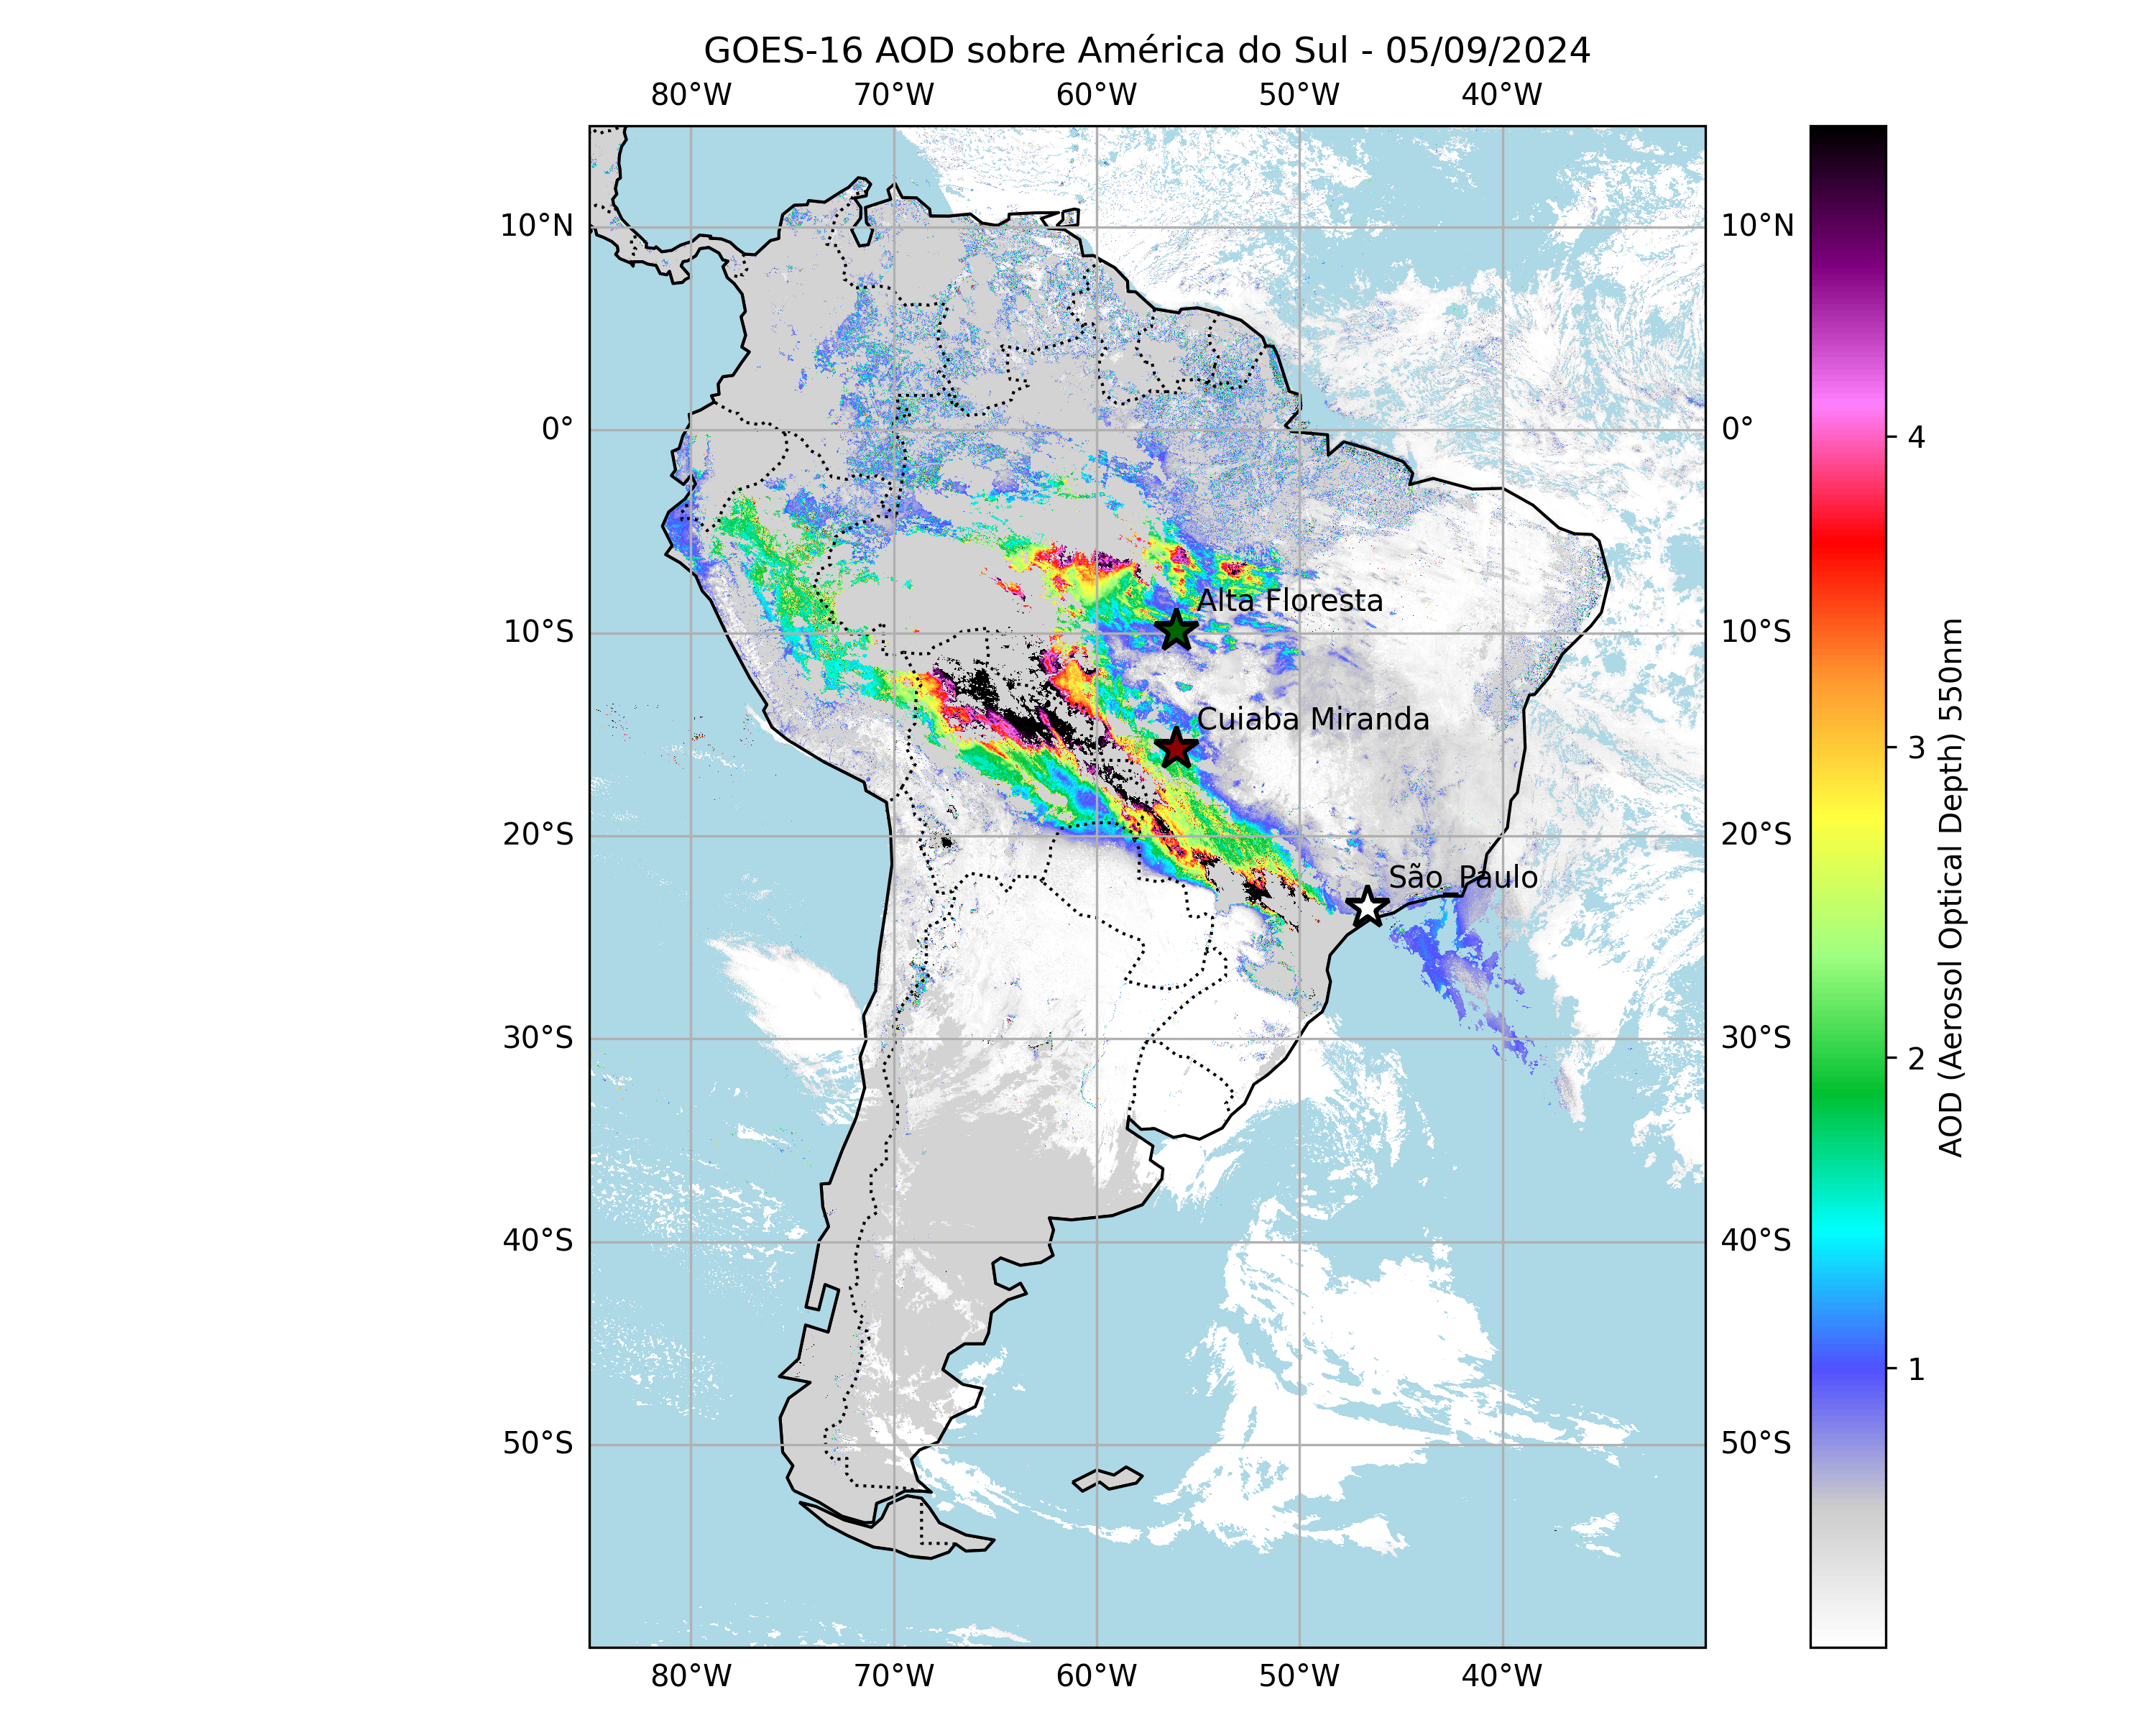 GOES-16 AOD sobre América do Sul - 05/09/2024
80°W 70°W 60°W 50°W 40°W
10°N 10°N
0° 0°
4
Alta Floresta
10°S 10°S
Cuiaba Miranda
3
20°S 20°S
São_Paulo
30°S 30°S
2
40°S 40°S
1
50°S 50°S
80°W 70°W 60°W 50°W 40°W
AOD (Aerosol Optical Depth) 550nm